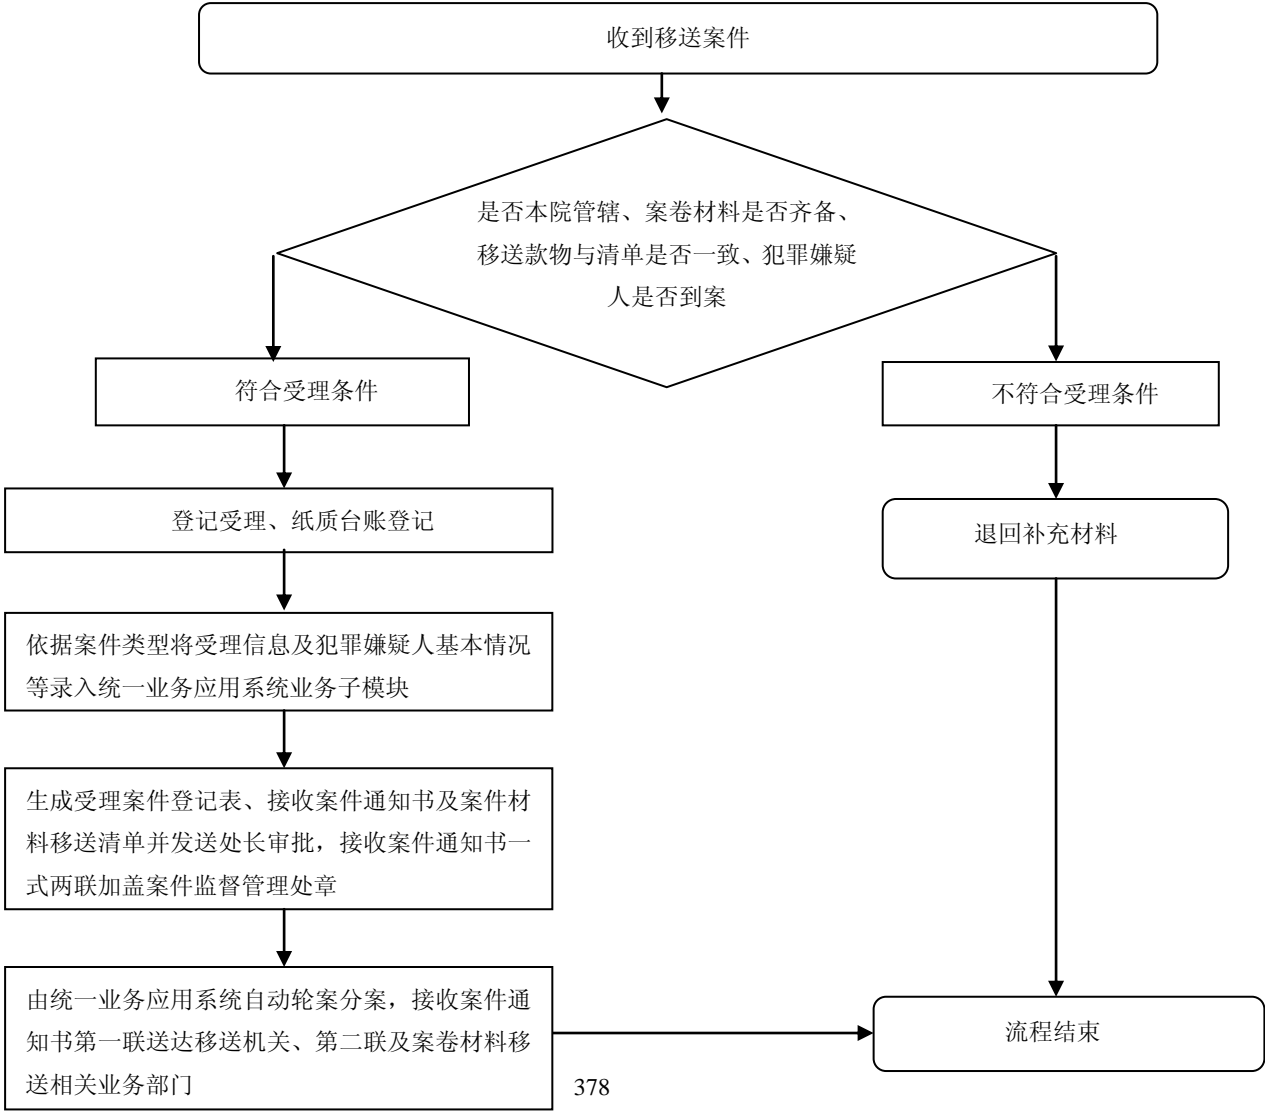 收到移送案件
是否本院管辖、案卷材料是否齐备、
移送款物与清单是否一致、犯罪嫌疑
人是否到案
符合受理条件
不符合受理条件
登记受理、纸质台账登记
退回补充材料
依据案件类型将受理信息及犯罪嫌疑人基本情况
等录入统一业务应用系统业务子模块
生成受理案件登记表、接收案件通知书及案件材
料移送清单并发送处长审批，接收案件通知书一
式两联加盖案件监督管理处章
由统一业务应用系统自动轮案分案，接收案件通
知书第一联送达移送机关、第二联及案卷材料移
送相关业务部门
流程结束
378